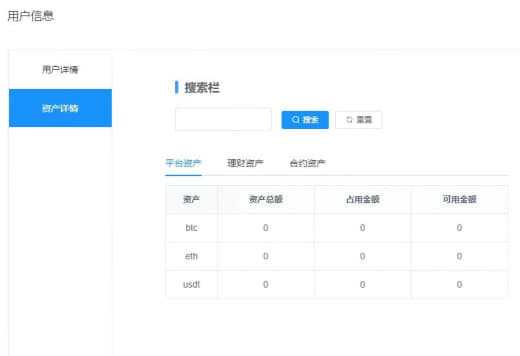 用户信息
用户详情
资产详情
搜索栏
搜索 重置
平台资产 理财资产 合约资产
资产 资产总额 占用金额 可用金额
btc 0 0 0
eth 0 0 0
usdt 0 0 0